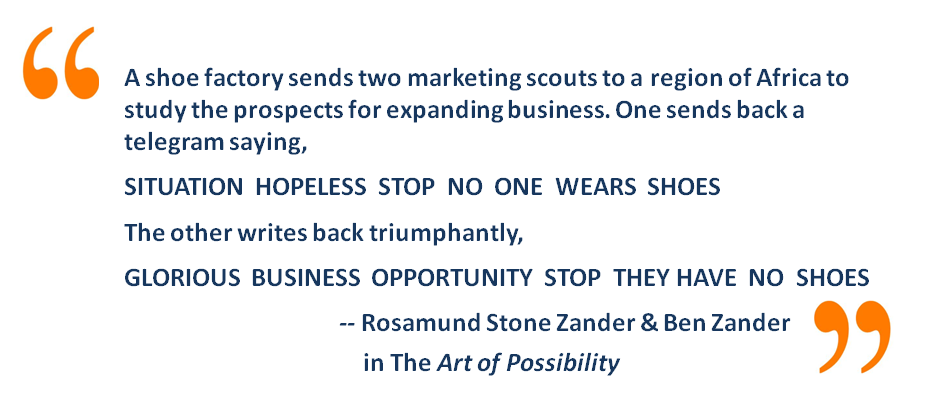 “
A shoe factory sends two marketing scouts to a region of Africa to
study the prospects for expanding business. One sends back a
telegram saying,
SITUATION HOPELESS STOP NO ONE WEARS SHOES
The other writes back triumphantly,
GLORIOUS BUSINESS OPPORTUNITY STOP THEY HAVE NO SHOES
-- Rosamund Stone Zander & Ben Zander
in The Art of Possibility
”